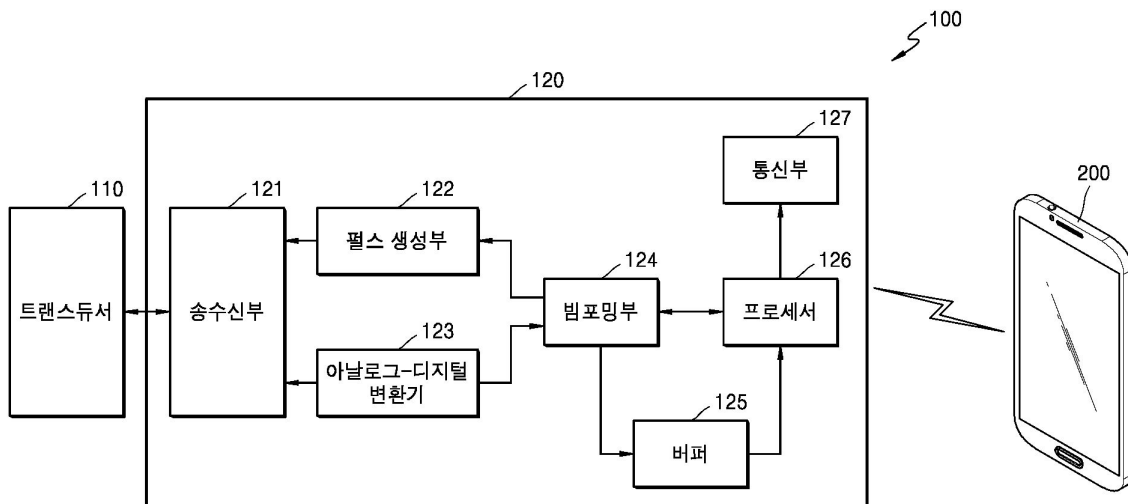 100
120
127
통신부
110
121
122
200
펄스 생성부
124
126
트랜스듀서
송수신부
빔포밍부
프로세서
123
아날로그-디지털
변환기
125
버퍼